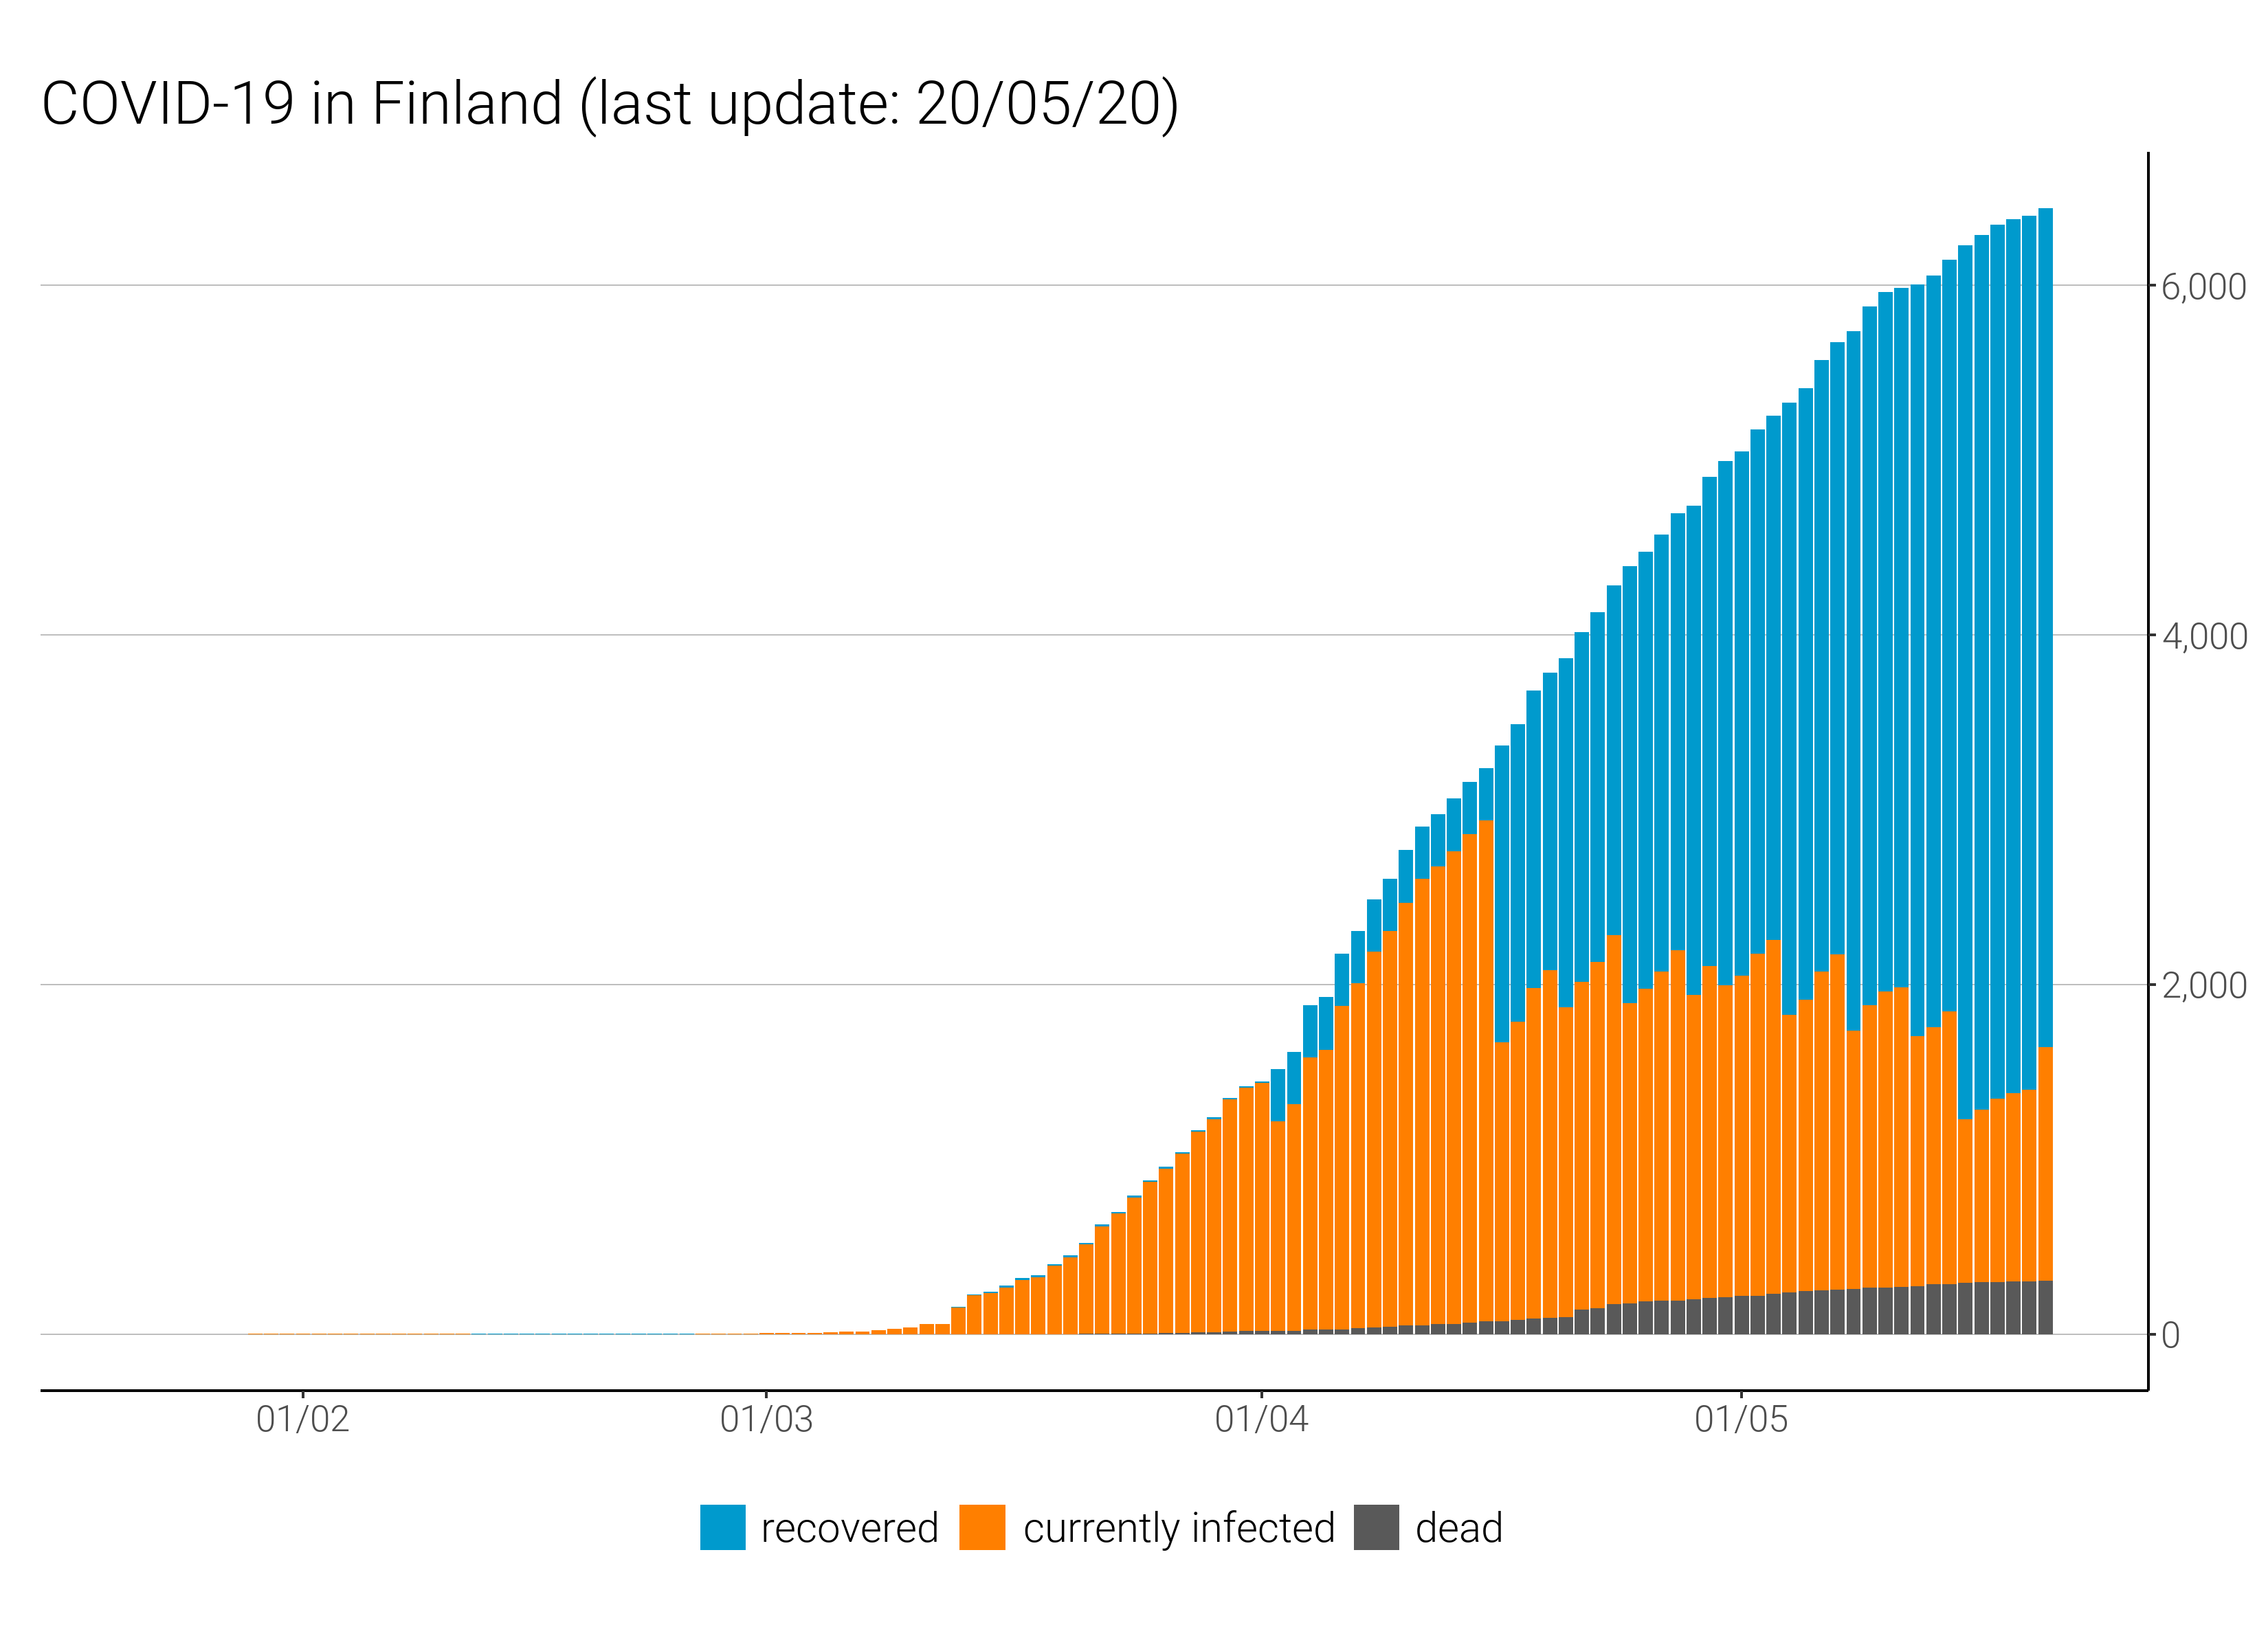 COVID-19 in Finland (last update: 20/05/20)
6,000
4,000
2,000
0
01/02 01/03 01/04 01/05
recovered currently infected dead